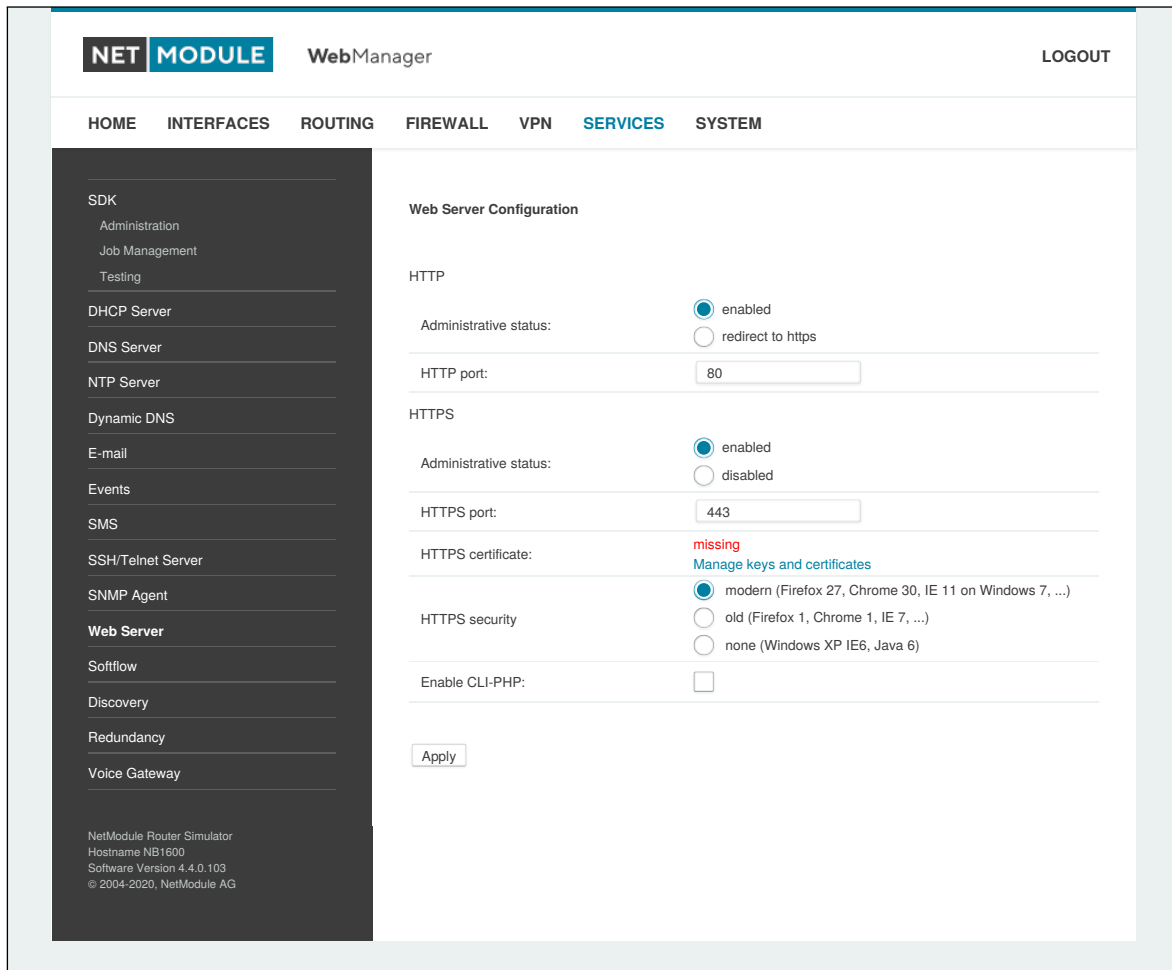 NET MODULE WebManager LOGOUT
HOME INTERFACES ROUTING FIREWALL VPN SERVICES SYSTEM
SDK
Administration
Job Management
Testing
DHCP Server
DNS Server
NTP Server
Dynamic DNS
E-mail
Events
SMS
SSH/Telnet Server
SNMP Agent
Web Server
Softflow
Discovery
Redundancy
Voice Gateway
NetModule Router Simulator
Hostname NB1600
Software Version 4.4.0.103
© 2004-2020, NetModule AG
Web Server Configuration
HTTP
Administrative status:
enabled
redirect to https
HTTP port: 80
HTTPS
Administrative status:
enabled
disabled
HTTPS port: 443
HTTPS certificate:
missing
Manage keys and certificates
HTTPS security
modern (Firefox 27, Chrome 30, IE 11 on Windows 7, ...)
old (Firefox 1, Chrome 1, IE 7, ...)
none (Windows XP IE6, Java 6)
Enable CLI-PHP:
Apply